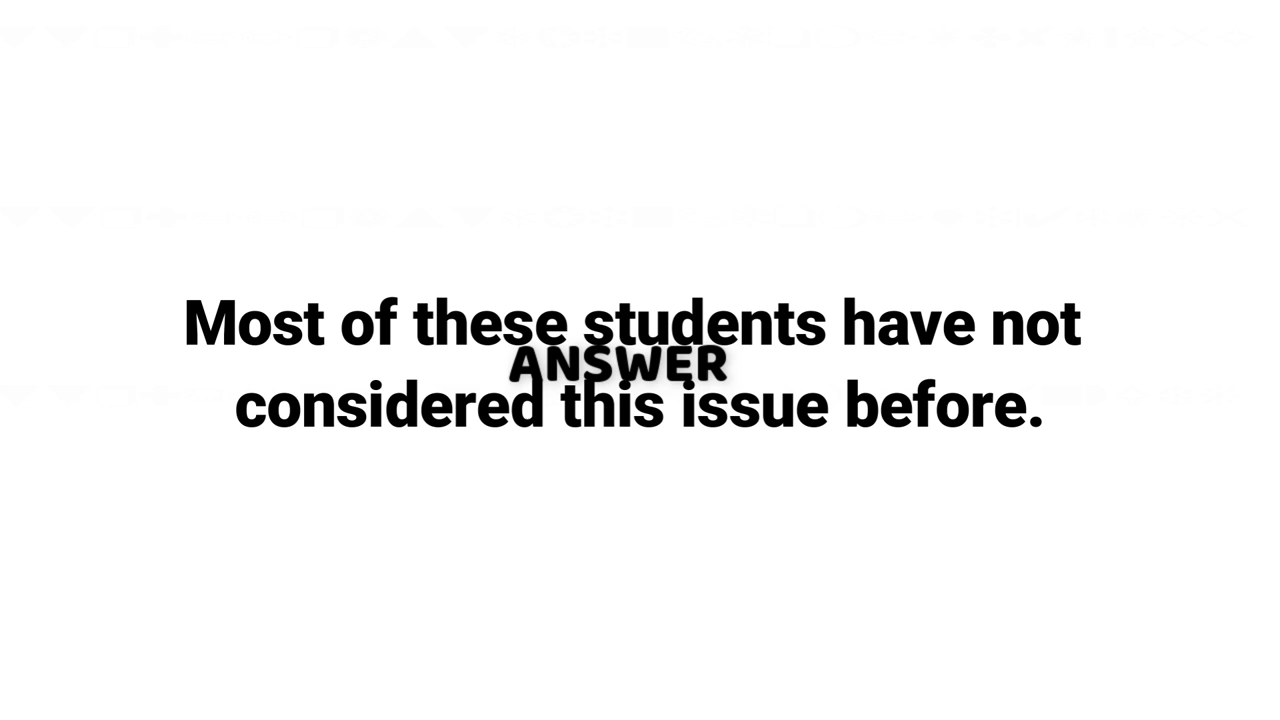 Most of these students have not
ANSWER
considered this issue before.